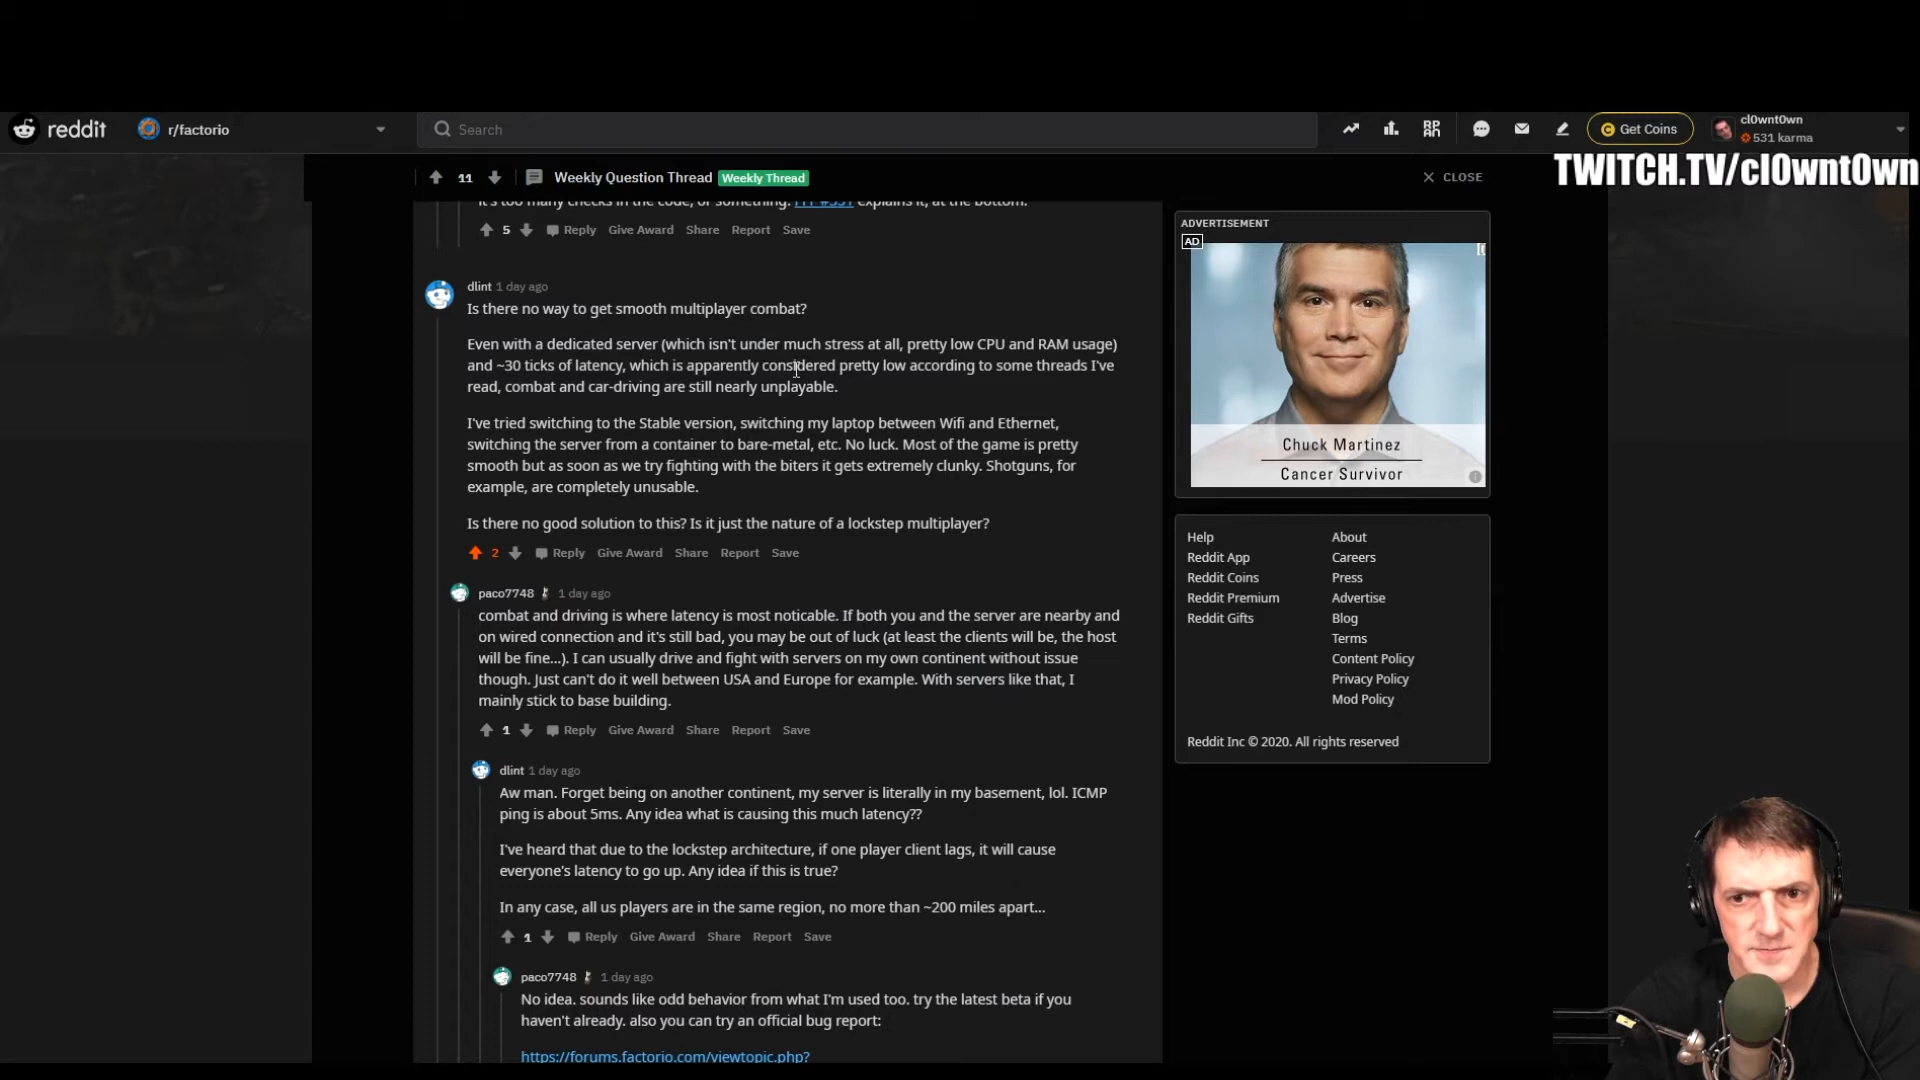 reddit
r/factorio
Search
Get Coins
cl0wnt0wn
531 karma
TWITCH.TV/cl0wnt0wn
11
Weekly Question Thread
Weekly Thread
CLOSE
it's too many checks in the code, or something. FFF #351 explains it, at the bottom.
5 Reply Give Award Share Report Save
dlint 1 day ago
Is there no way to get smooth multiplayer combat?
Even with a dedicated server (which isn't under much stress at all, pretty low CPU and RAM usage)
and ~30 ticks of latency, which is apparently considered pretty low according to some threads I've
read, combat and car-driving are still nearly unplayable.
I've tried switching to the Stable version, switching my laptop between Wifi and Ethernet,
switching the server from a container to bare-metal, etc. No luck. Most of the game is pretty
smooth but as soon as we try fighting with the biters it gets extremely clunky. Shotguns, for
example, are completely unusable.
Is there no good solution to this? Is it just the nature of a lockstep multiplayer?
2 Reply Give Award Share Report Save
paco7748 1 day ago
combat and driving is where latency is most noticable. If both you and the server are nearby and
on wired connection and it's still bad, you may be out of luck (at least the clients will be, the host
will be fine...). I can usually drive and fight with servers on my own continent without issue
though. Just can't do it well between USA and Europe for example. With servers like that, I
mainly stick to base building.
1 Reply Give Award Share Report Save
dlint 1 day ago
Aw man. Forget being on another continent, my server is literally in my basement, lol. ICMP
ping is about 5ms. Any idea what is causing this much latency??
I've heard that due to the lockstep architecture, if one player client lags, it will cause
everyone's latency to go up. Any idea if this is true?
In any case, all us players are in the same region, no more than ~200 miles apart...
1 Reply Give Award Share Report Save
paco7748 1 day ago
No idea. sounds like odd behavior from what I'm used too. try the latest beta if you
haven't already. also you can try an official bug report:
https://forums.factorio.com/viewtopic.php?
ADVERTISEMENT
AD
Chuck Martinez
Cancer Survivor
Help
Reddit App
Reddit Coins
Reddit Premium
Reddit Gifts
About
Careers
Press
Advertise
Blog
Terms
Content Policy
Privacy Policy
Mod Policy
Reddit Inc © 2020. All rights reserved